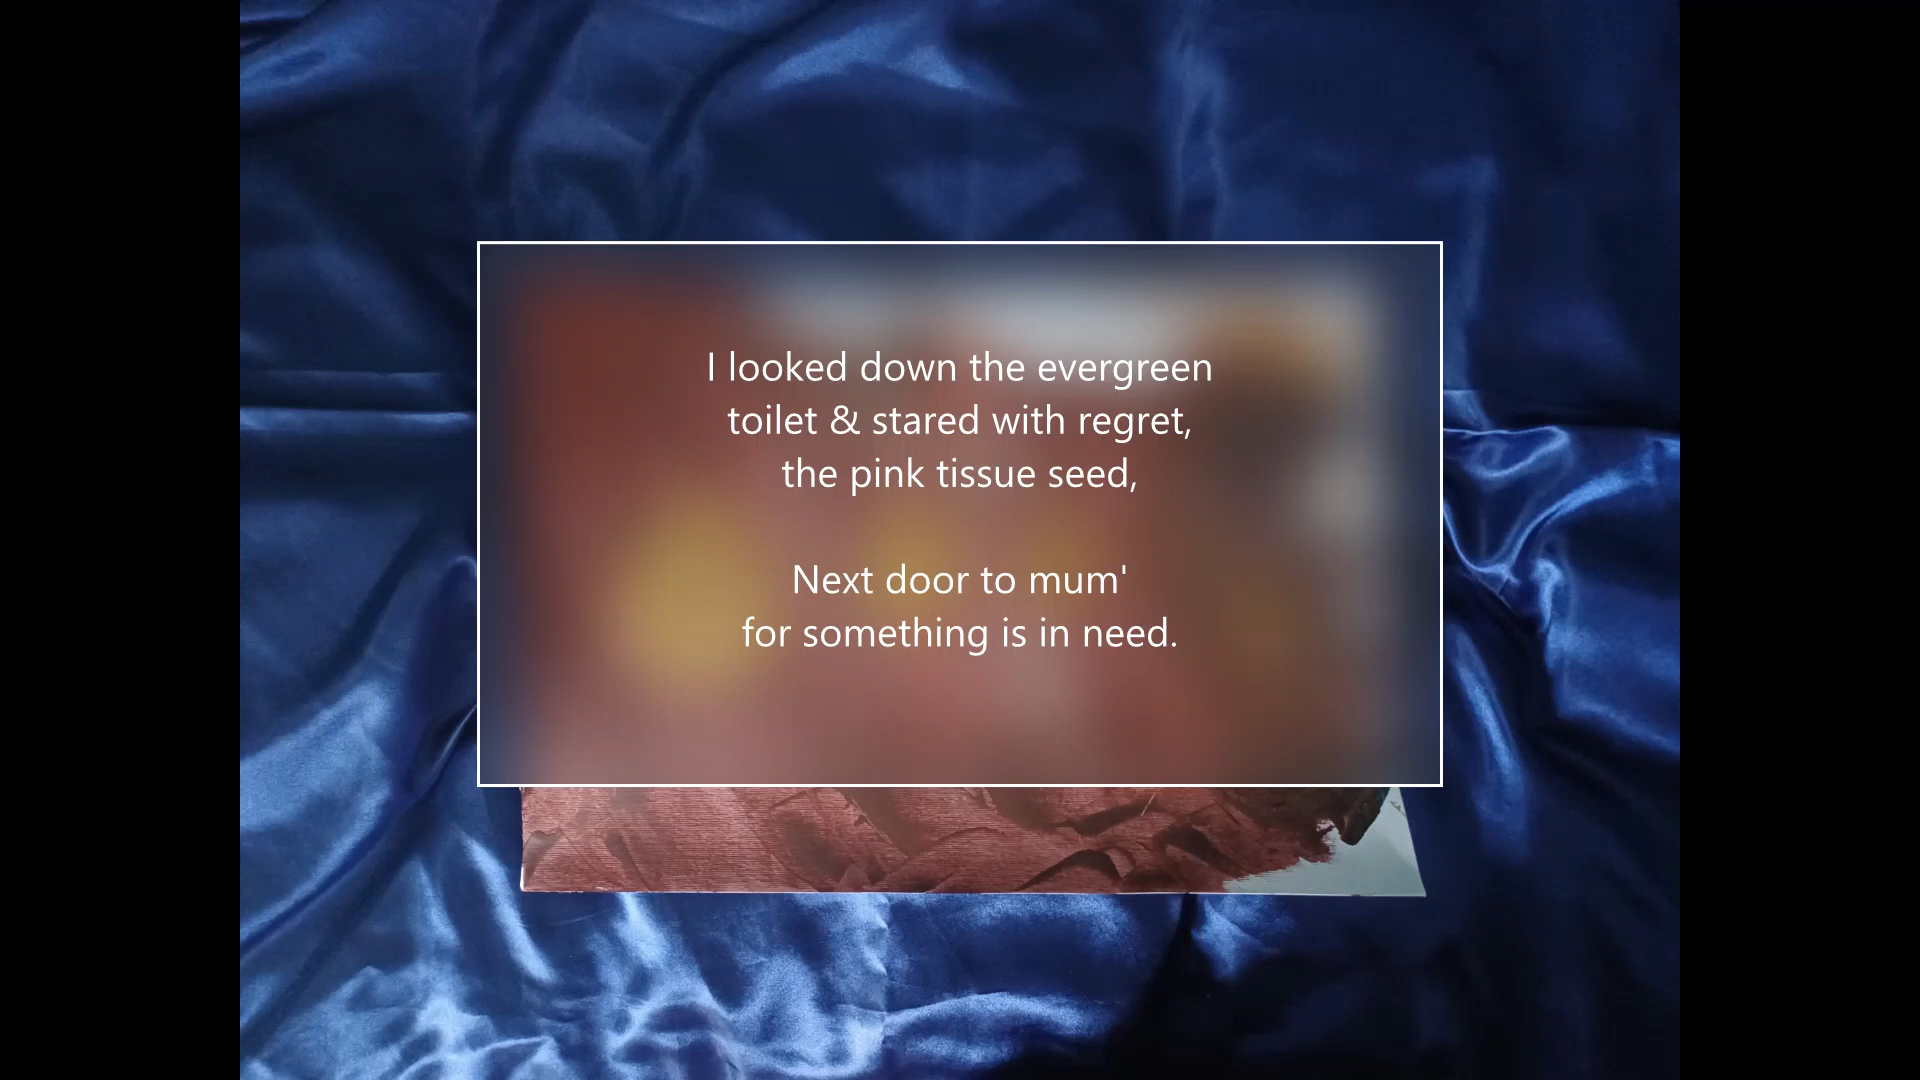 I looked down the evergreen
toilet & stared with regret,
the pink tissue seed,
Next door to mum'
for something is in need.